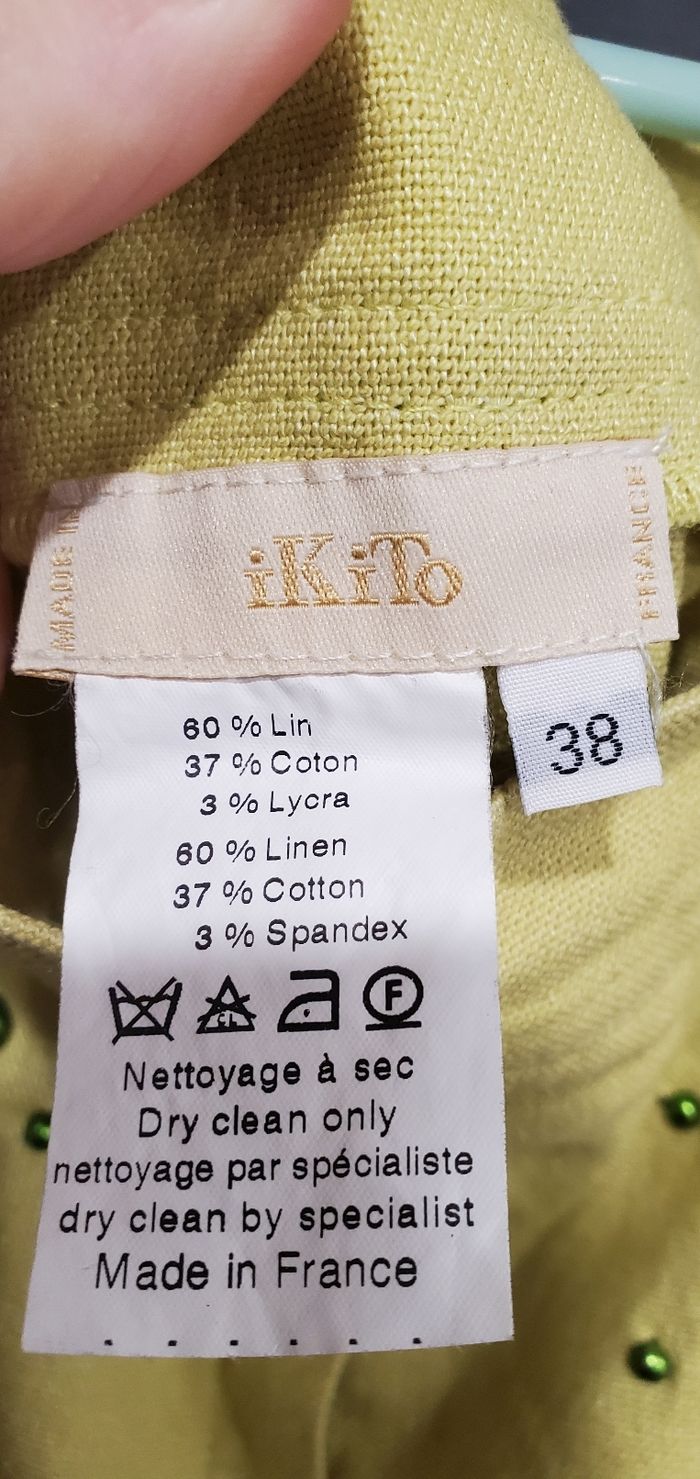 MADE IN
iKiTo
FRANCE
38
60 % Lin
37 % Coton
3 % Lycra
60 % Linen
37 % Cotton
3 % Spandex
CL
F
Nettoyage à sec
Dry clean only
nettoyage par spécialiste
dry clean by specialist
Made in France